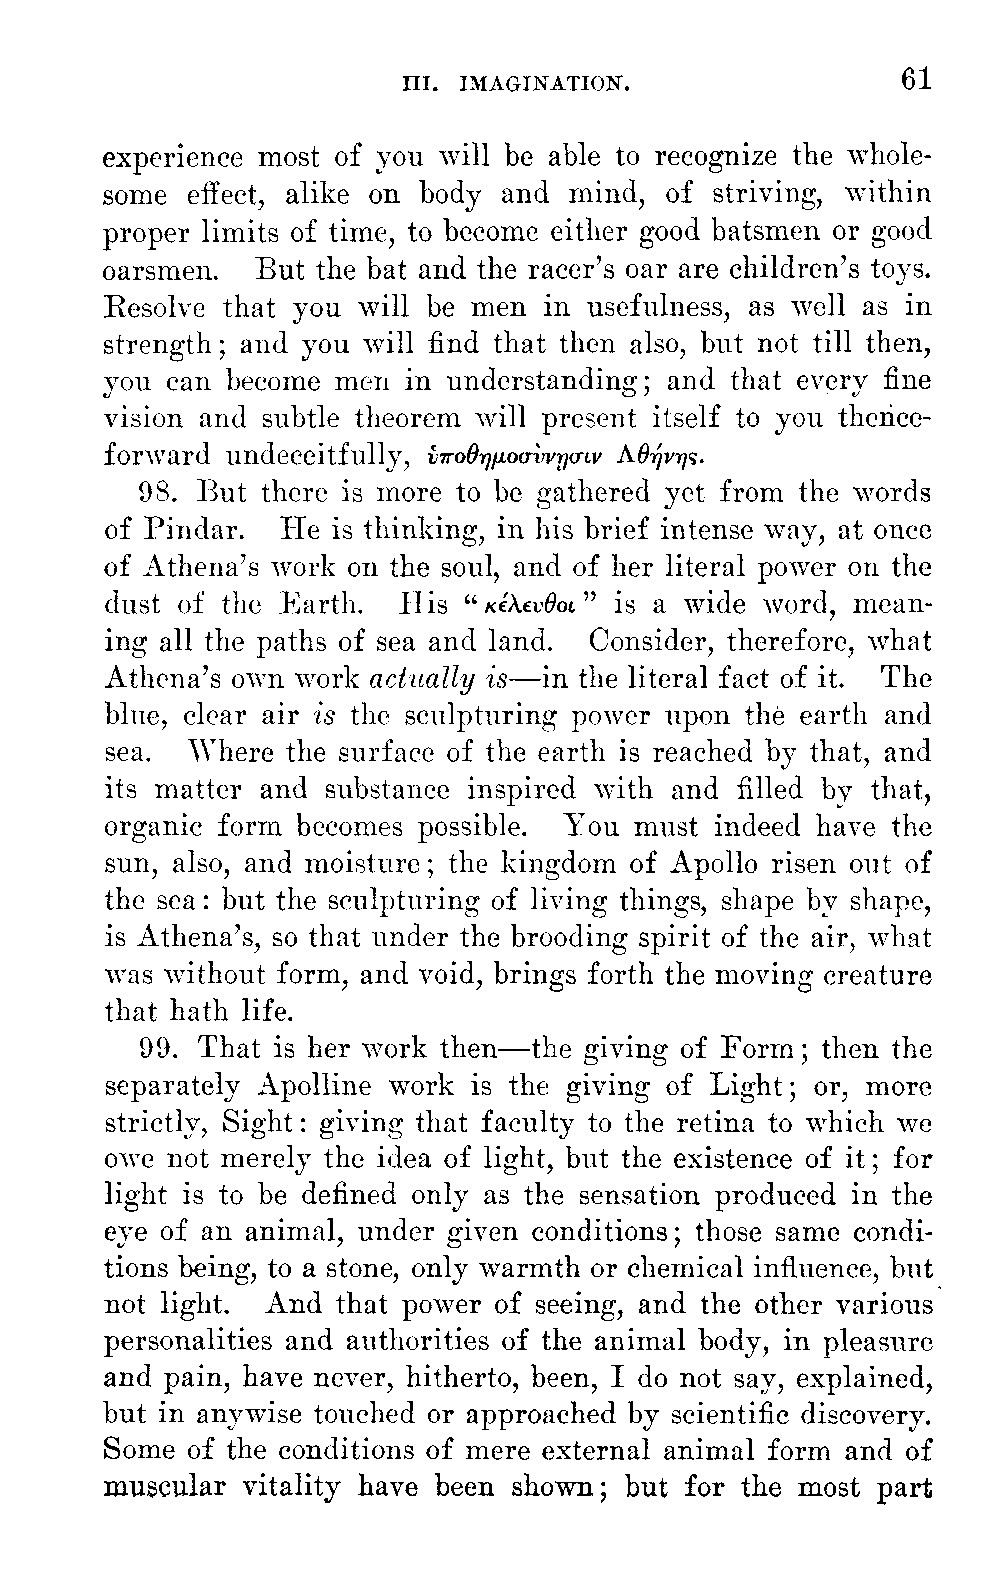 III. IMAGINATION. 61
experience most of you will be able to recognize the whole-
some effect, alike on body and mind, of striving, within
proper limits of time, to become either good batsmen or good
oarsmen. But the bat and the racer's oar are children's toys.
Resolve that you will be men in usefulness, as well as in
strength; and you will find that then also, but not till then,
you can become men in understanding; and that every fine
vision and subtle theorem will present itself to you thence-
forward undeceitfully, ὑποθημοσύνῃσιν Αθήνης.
98. But there is more to be gathered yet from the words
of Pindar. He is thinking, in his brief intense way, at once
of Athena's work on the soul, and of her literal power on the
dust of the Earth. His “κέλευθοι” is a wide word, mean-
ing all the paths of sea and land. Consider, therefore, what
Athena's own work actually is—in the literal fact of it. The
blue, clear air is the sculpturing power upon the earth and
sea. Where the surface of the earth is reached by that, and
its matter and substance inspired with and filled by that,
organic form becomes possible. You must indeed have the
sun, also, and moisture; the kingdom of Apollo risen out of
the sea: but the sculpturing of living things, shape by shape,
is Athena's, so that under the brooding spirit of the air, what
was without form, and void, brings forth the moving creature
that hath life.
99. That is her work then—the giving of Form; then the
separately Apolline work is the giving of Light; or, more
strictly, Sight: giving that faculty to the retina to which we
owe not merely the idea of light, but the existence of it; for
light is to be defined only as the sensation produced in the
eye of an animal, under given conditions; those same condi-
tions being, to a stone, only warmth or chemical influence, but
not light. And that power of seeing, and the other various
personalities and authorities of the animal body, in pleasure
and pain, have never, hitherto, been, I do not say, explained,
but in anywise touched or approached by scientific discovery.
Some of the conditions of mere external animal form and of
muscular vitality have been shown; but for the most part